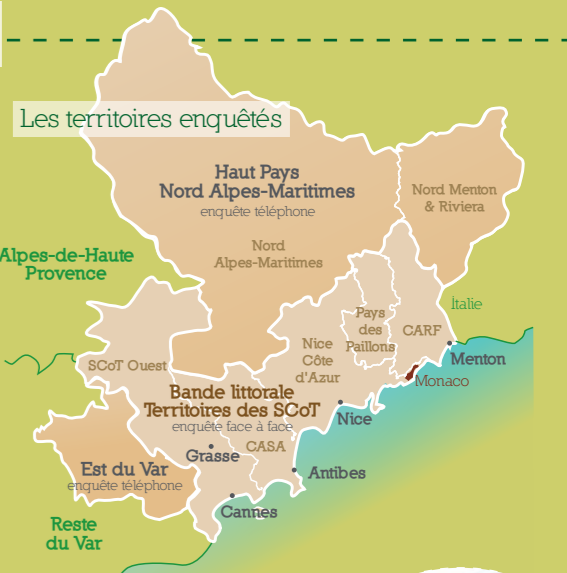 Les territoires enquêtés
Haut Pays
Nord Alpes-Maritimes
enquête téléphone
Nord Menton
& Riviera
Nord
Alpes-Maritimes
Alpes-de-Haute
Provence
Italie
Pays
des
Paillons
CARF
Nice
Côte
d'Azur
Menton
SCoT Ouest
Monaco
Bande littorale
Territoires des SCoT
enquête face à face
Nice
CASA
Grasse
Est du Var
enquête téléphone
Antibes
Cannes
Reste
du Var